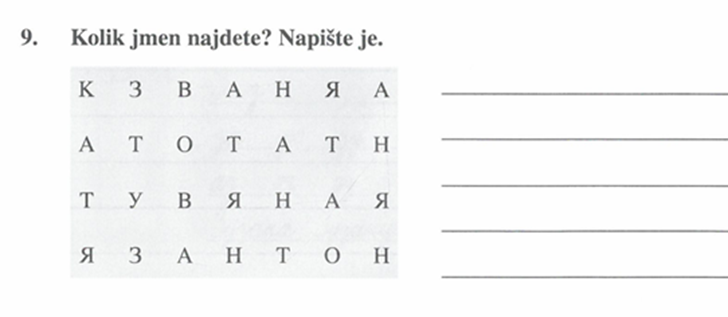 9. Kolik jmen najdete? Napište je.
К З В А Н Я А
А Т О Т А Т Н
Т У В Я Н А Я
Я З А Н Т О Н